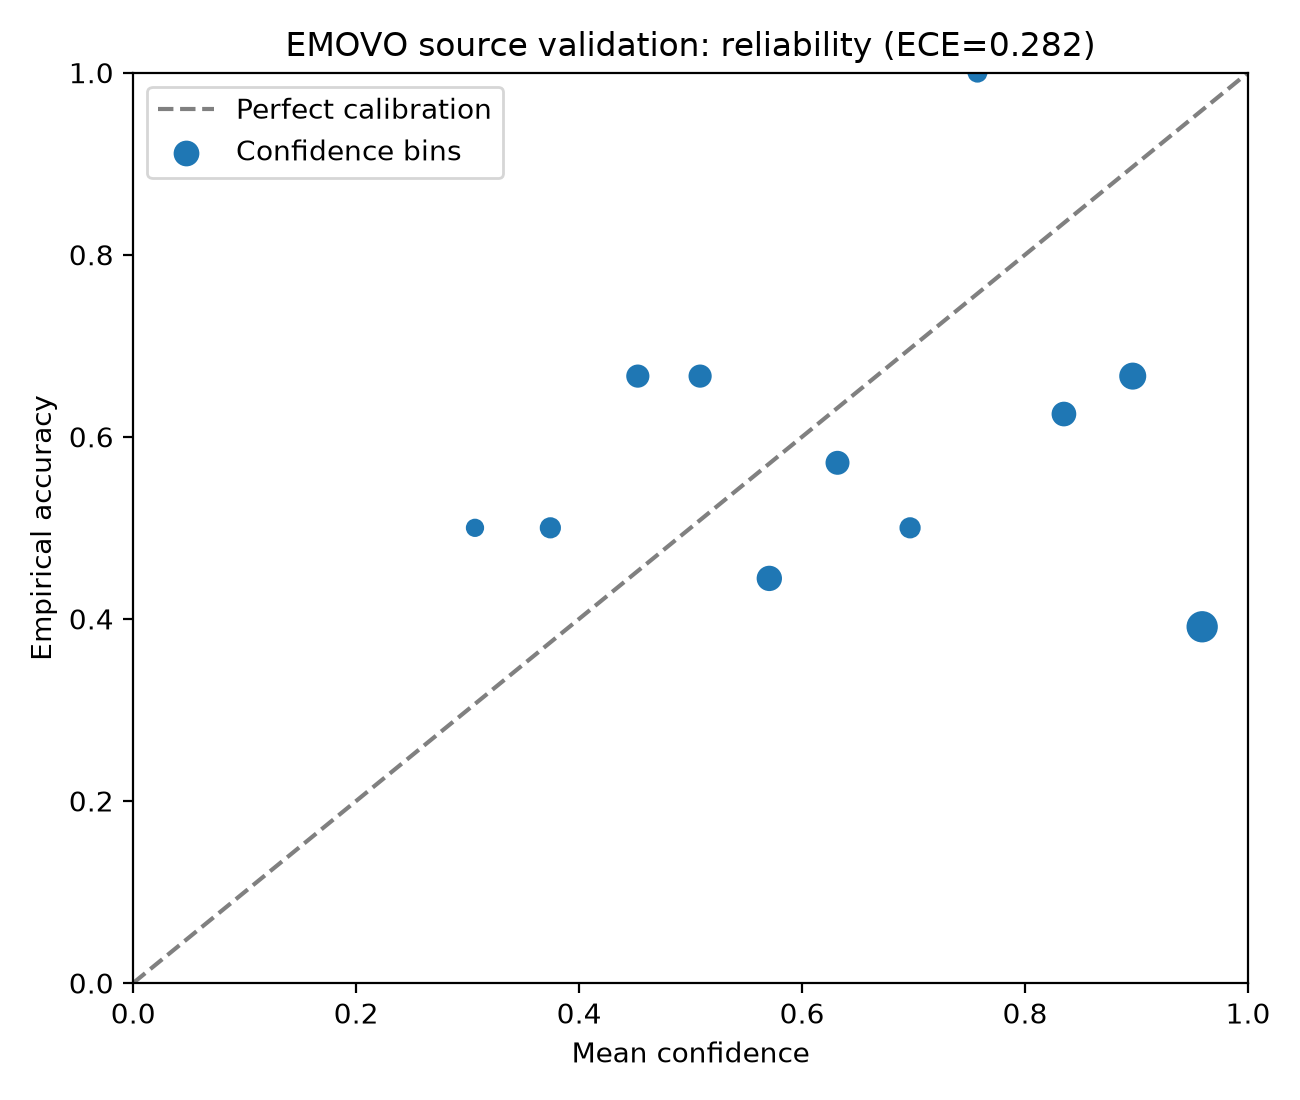 EMOVO source validation: reliability (ECE=0.282)
Perfect calibration
Confidence bins
1.0
0.8
0.6
0.4
0.2
0.0
Empirical accuracy
0.0 0.2 0.4 0.6 0.8 1.0
Mean confidence